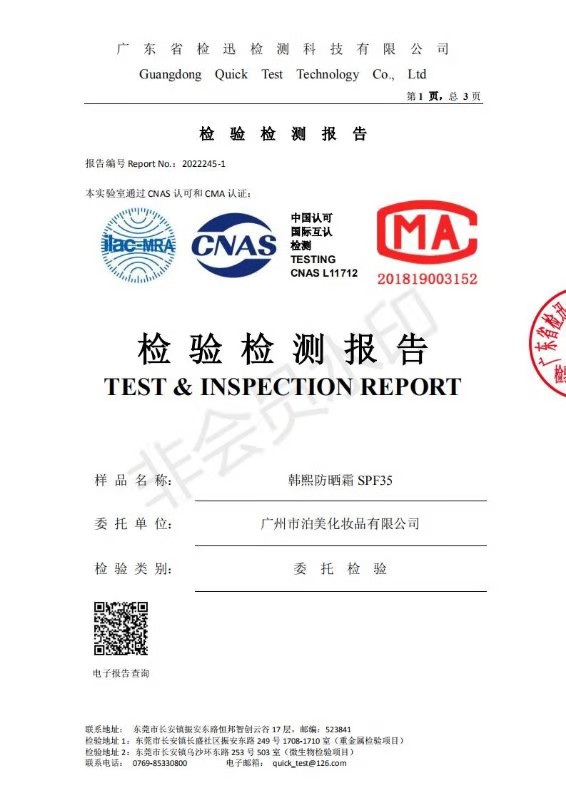 广东省检迅检测科技有限公司
Guangdong Quick Test Technology Co., Ltd
第1 页，总 3 页
检验检测报告
报告编号 Report No.：2022245-1
本实验室通过 CNAS 认可和 CMA 认证：
ilac-MRA
CNAS
中国认可
国际互认
检测
TESTING
CNAS L11712
MA
201819003152
广东省检迅
检验
检验检测报告
TEST & INSPECTION REPORT
非会员水印
样品名称： 韩熙防晒霜 SPF35
委托单位： 广州市泊美化妆品有限公司
检验类别： 委托检验
电子报告查询
联系地址： 东莞市长安镇振安东路恒邦智创云谷 17 层，邮编：523841
检验地址 1：东莞市长安镇长盛社区振安东路 249 号 1708-1710 室（重金属检验项目）
检验地址 2：东莞市长安镇乌沙环东路 253 号 503 室（微生物检验项目）
联系电话： 0769-85330800 电子邮箱： quick_test@126.com